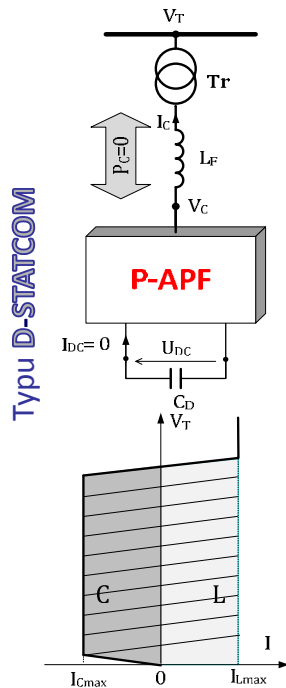 Typu D-STATCOM
V_T
Tr
I_C
P_C=0
L_F
V_C
P-APF
I_DC= 0
U_DC
C_D
V_T
C
L
I
I_Cmax
0
I_Lmax